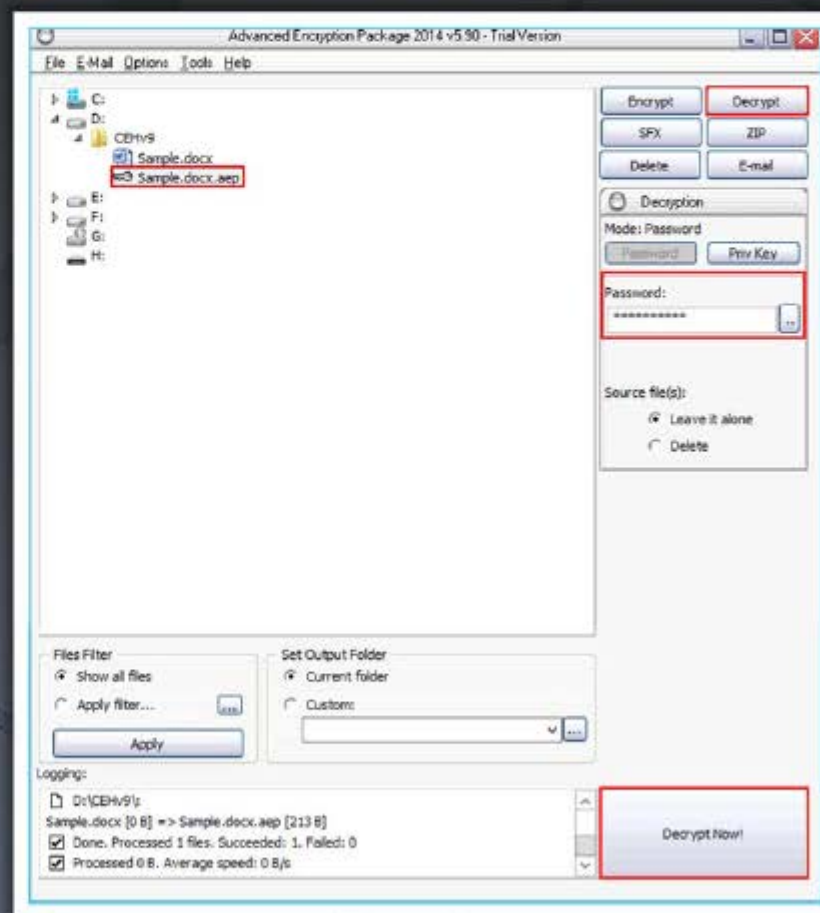 Advanced Encryption Package 2014 v5.90 - Trial Version
File E-Mail Options Tools Help
C:
D:
CEHv9
Sample.docx
Sample.docx.aep
E:
F:
G:
H:
Encrypt Decrypt
SFX ZIP
Delete E-mail
Decryption
Mode: Password
Password Priv Key
Password:
**********
..
Source file(s):
Leave it alone
Delete
Files Filter
Show all files
Apply filter... ...
Apply
Set Output Folder
Current folder
Custom:
...
Logging:
D:\CEHv9\:
Sample.docx [0 B] => Sample.docx.aep [213 B]
Done. Processed 1 files. Succeeded: 1. Failed: 0
Processed 0 B. Average speed: 0 B/s
Decrypt Now!